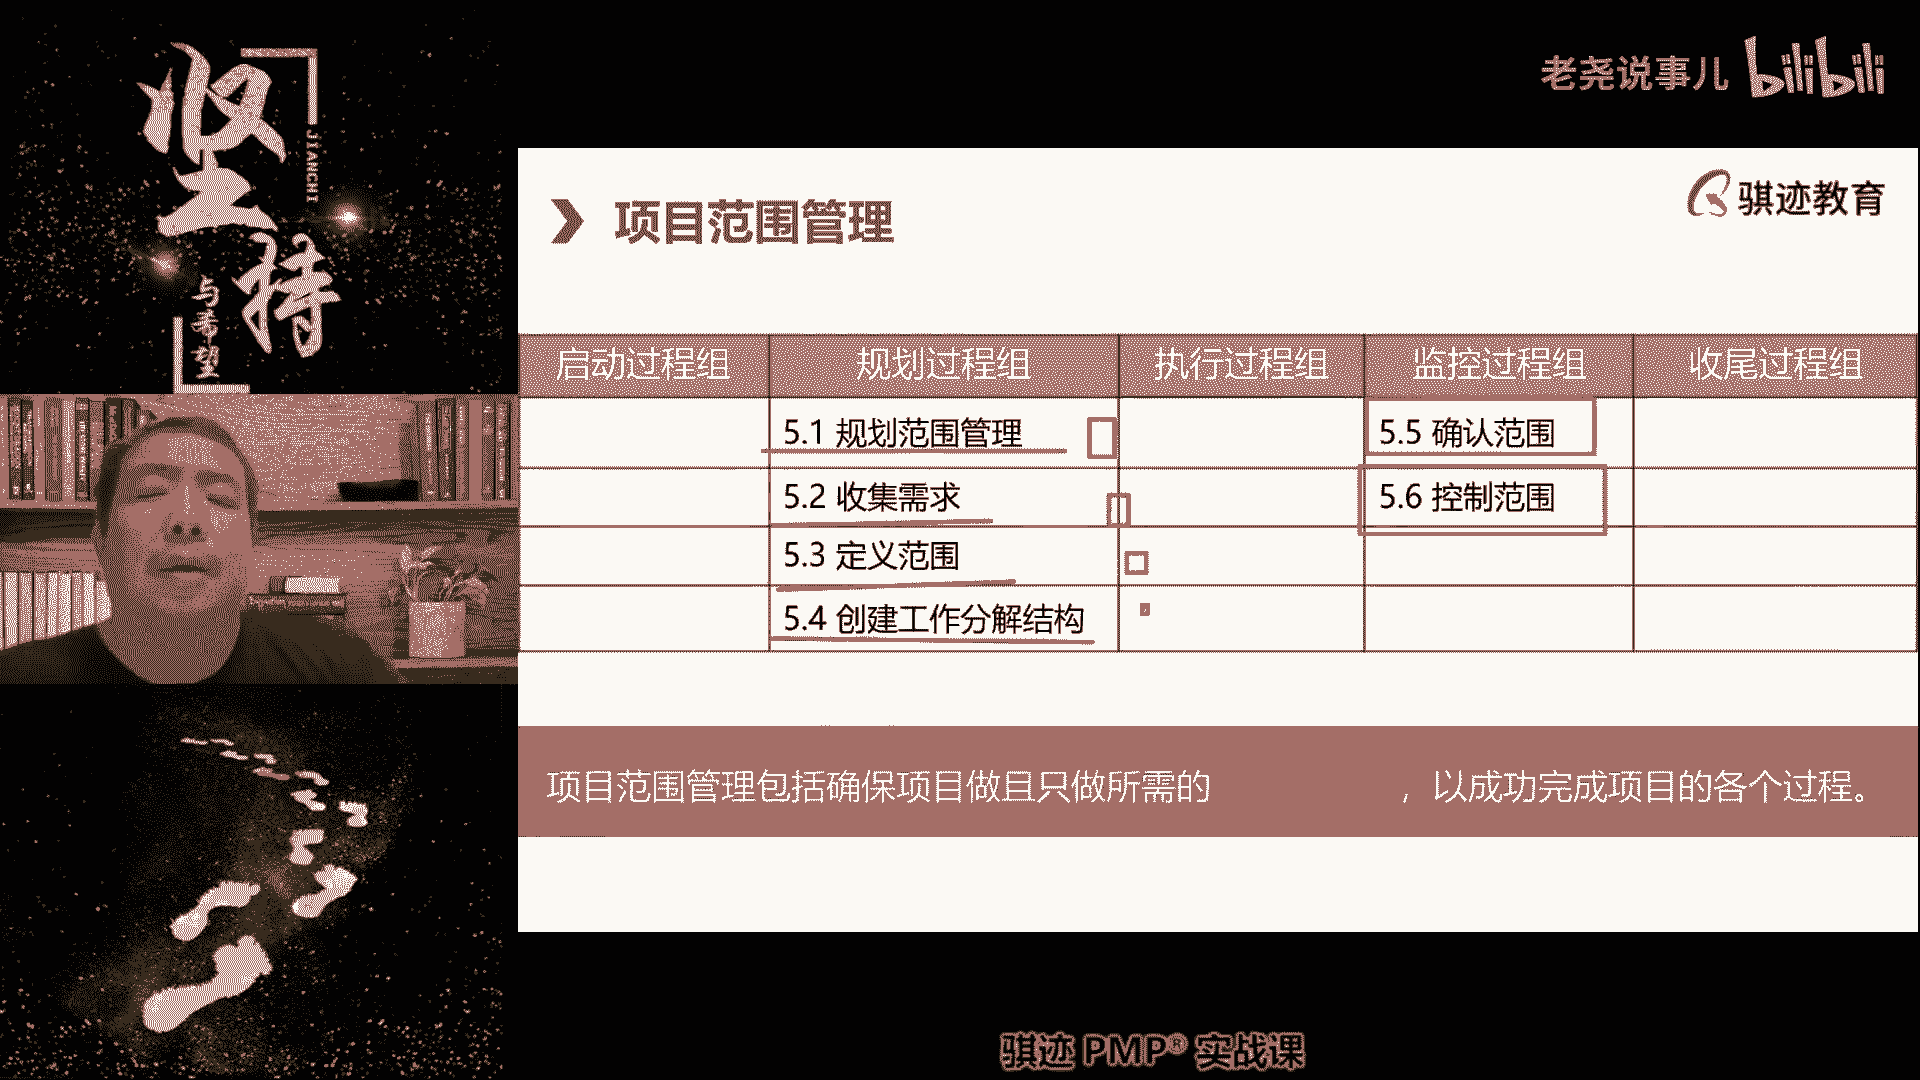 坚持
JIANCHI
与希望
老尧说事儿 bilibili
骐迹教育
项目范围管理
启动过程组 规划过程组 执行过程组 监控过程组 收尾过程组
5.1 规划范围管理 5.5 确认范围
5.2 收集需求 5.6 控制范围
5.3 定义范围
5.4 创建工作分解结构
项目范围管理包括确保项目做且只做所需的 ，以成功完成项目的各个过程。
骐迹 PMP® 实战课